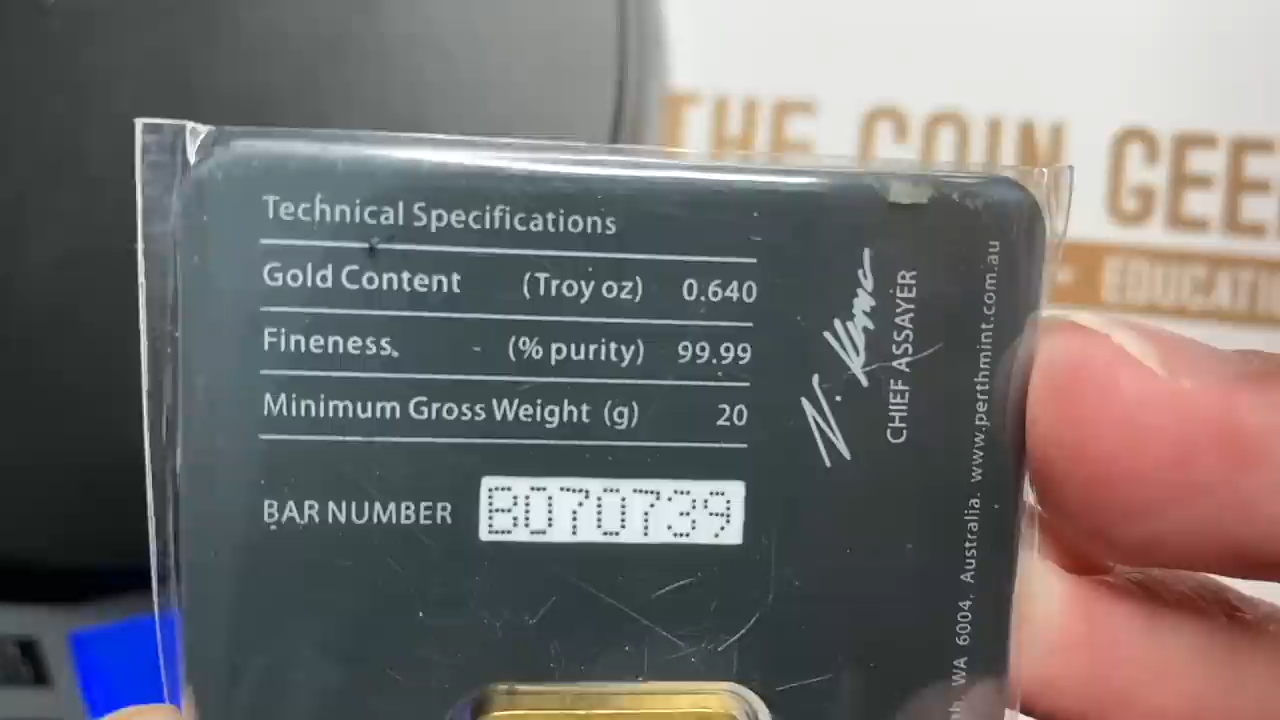 THE COIN GEE
EDUCATI
Technical Specifications
Gold Content (Troy oz) 0.640
Fineness. (% purity) 99.99
Minimum Gross Weight (g) 20
BAR NUMBER B070739
N. 
CHIEF ASSAYER
WA 6004, Australia. www.perthmint.com.au